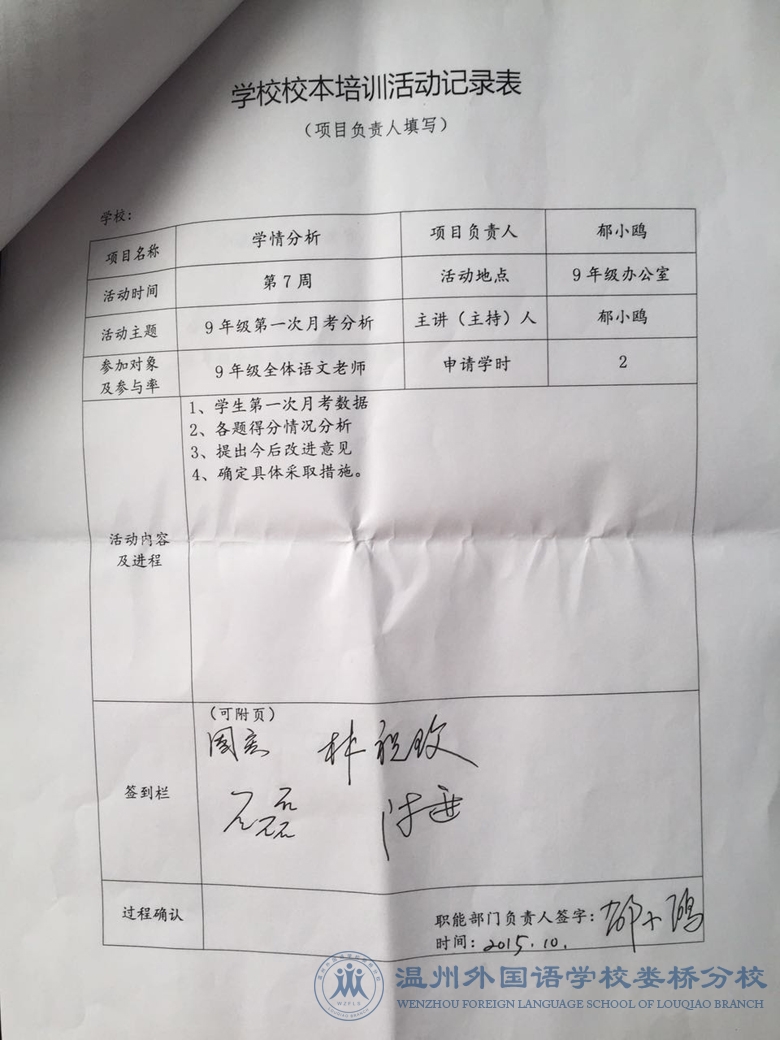 学校校本培训活动记录表
（项目负责人填写）
学校：
项目名称 学情分析 项目负责人 郁小鸥
活动时间 第7周 活动地点 9年级办公室
活动主题 9年级第一次月考分析 主讲（主持）人 郁小鸥
参加对象
及参与率 9年级全体语文老师 申请学时 2
1、学生第一次月考数据
2、各题得分情况分析
3、提出今后改进意见
4、确定具体采取措施。
活动内容
及进程
（可附页）
签到栏
过程确认
职能部门负责人签字：郁小鸥
时间：2015.10.
温州外国语学校娄桥分校
WENZHOU FOREIGN LANGUAGE SCHOOL OF LOUQIAO BRANCH